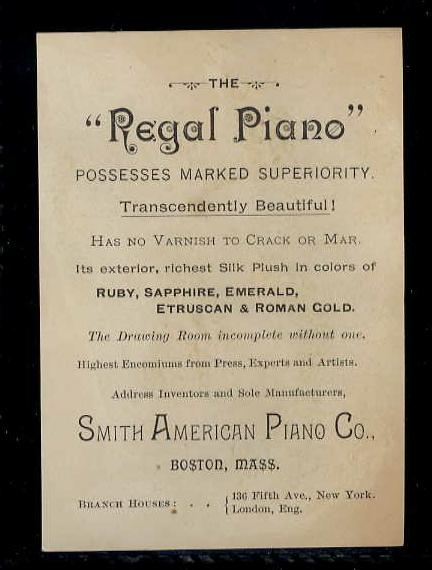 THE
“Regal Piano”
POSSESSES MARKED SUPERIORITY.
Transcendently Beautiful!
HAS NO VARNISH TO CRACK OR MAR.
Its exterior, richest Silk Plush in colors of
RUBY, SAPPHIRE, EMERALD,
ETRUSCAN & ROMAN GOLD.
The Drawing Room incomplete without one.
Highest Encomiums from Press, Experts and Artists.
Address Inventors and Sole Manufacturers,
SMITH AMERICAN PIANO CO.,
BOSTON, MASS.
BRANCH HOUSES: . . { 136 Fifth Ave., New York.
London, Eng.